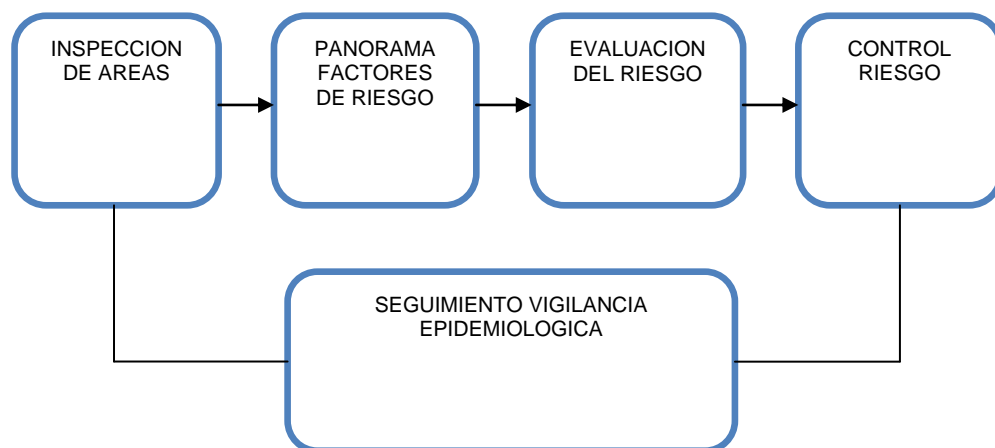 INSPECCION
DE AREAS
PANORAMA
FACTORES
DE RIESGO
EVALUACION
DEL RIESGO
CONTROL
RIESGO
SEGUIMIENTO VIGILANCIA
EPIDEMIOLOGICA